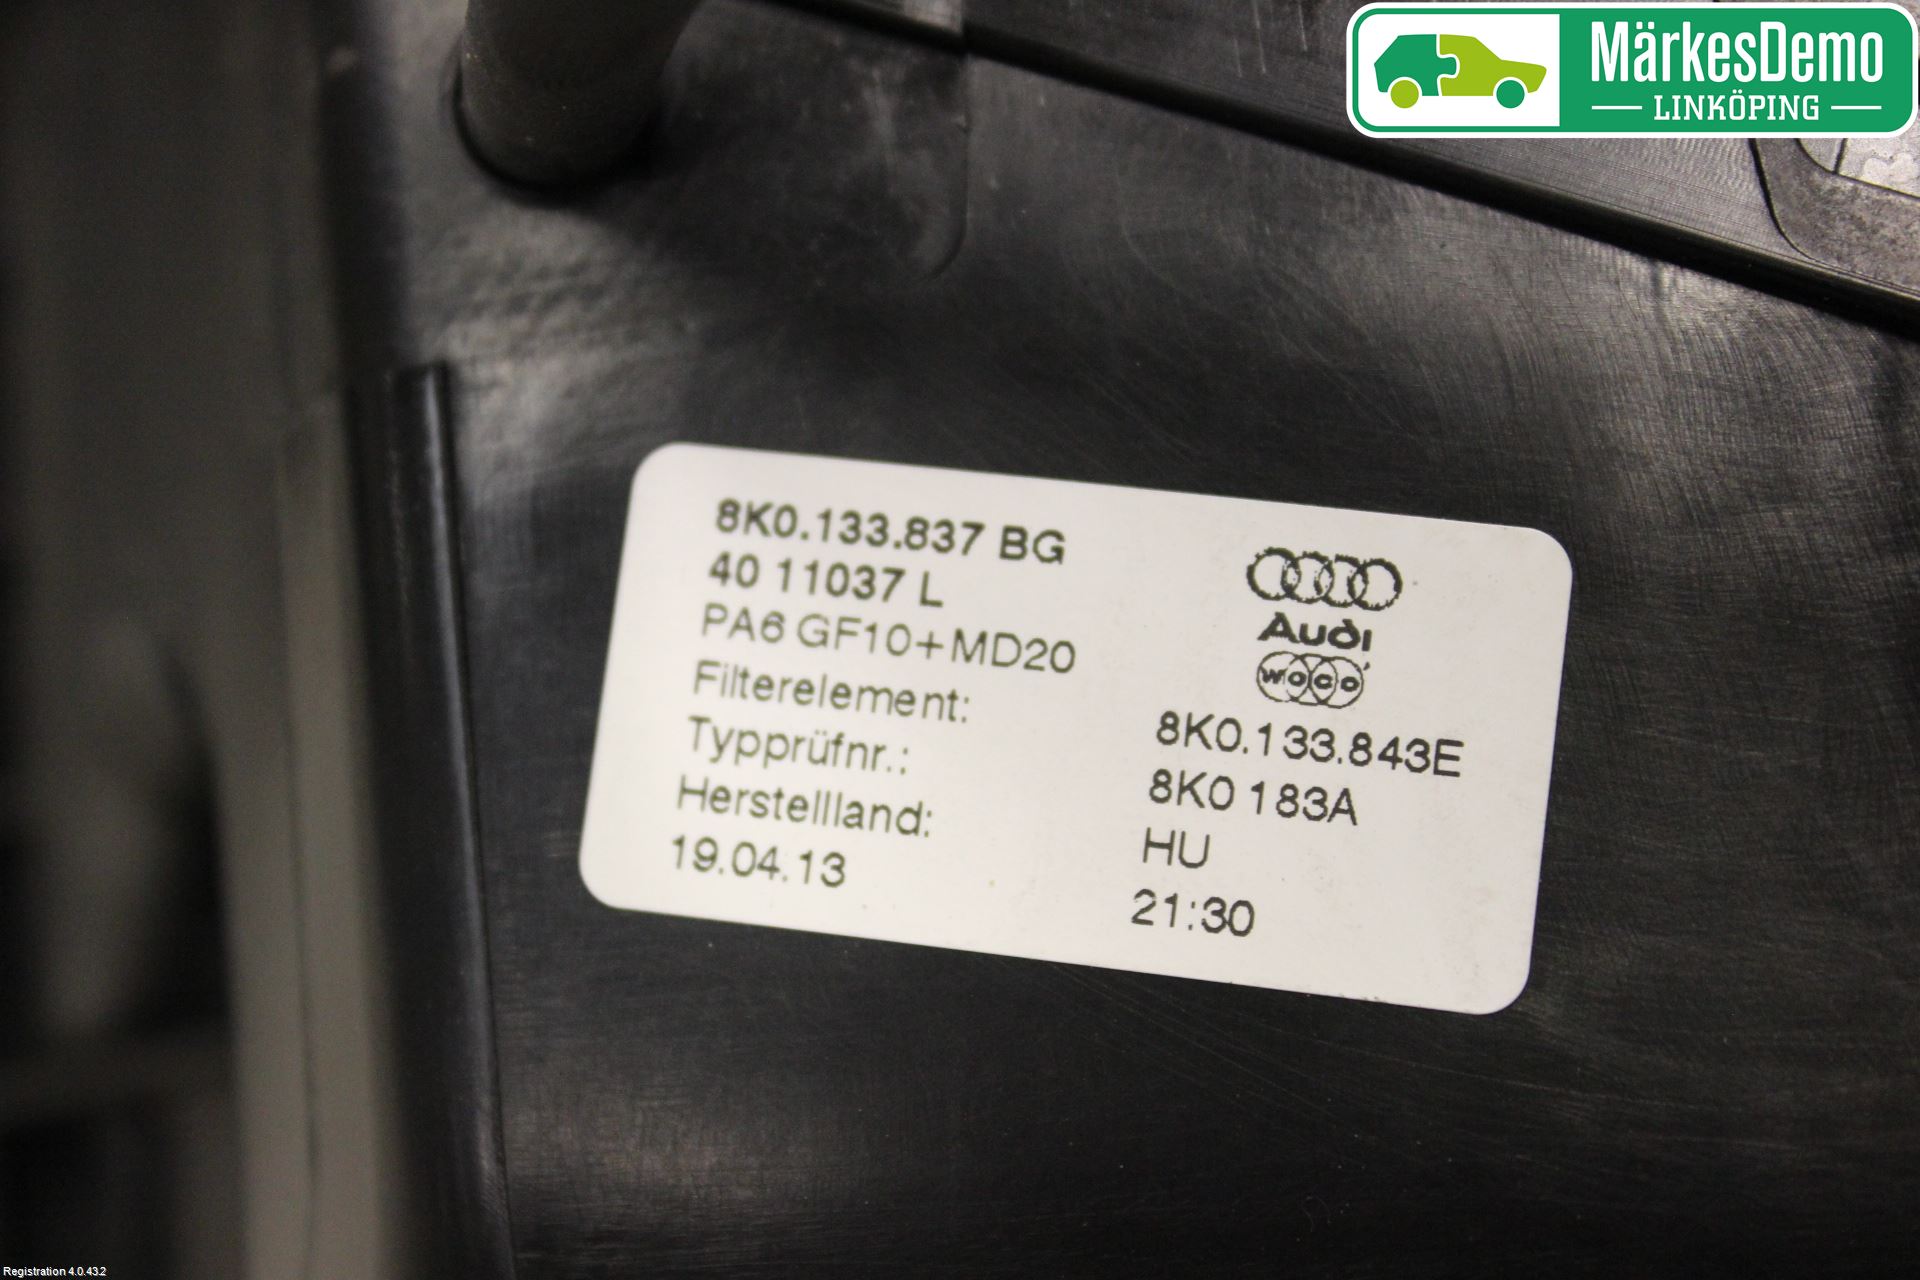 MärkesDemo
LINKÖPING
8K0.133.837 BG
40 11037 L
PA6 GF10+MD20
Audi
woco
Filterelement: 8K0.133.843E
Typprüfnr.: 8K0 183A
Herstellland: HU
19.04.13 21:30
Registration 4.0.43.2